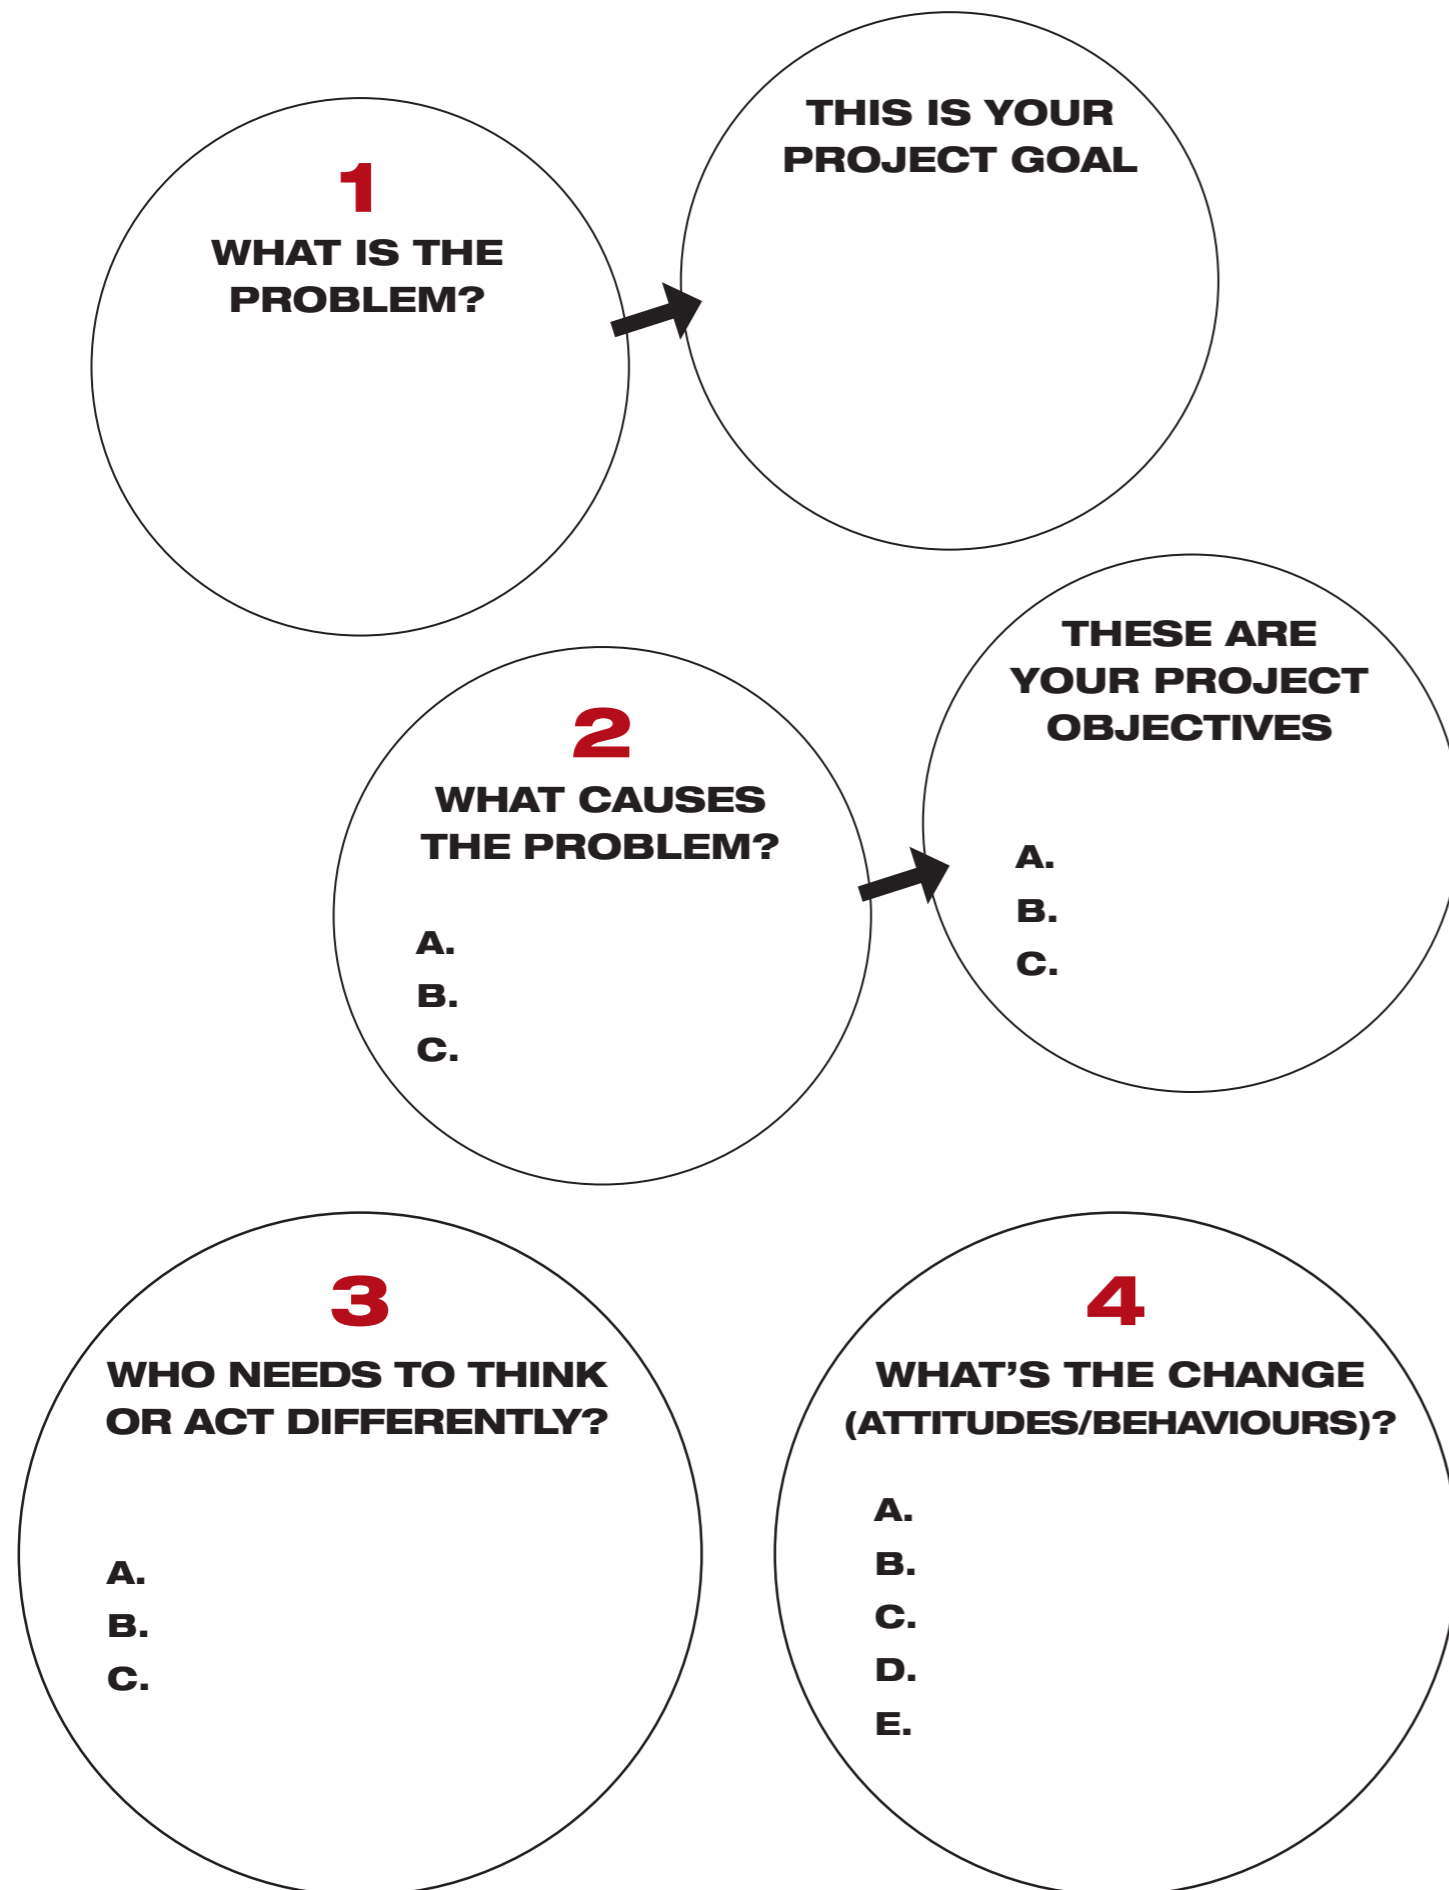 1
WHAT IS THE
PROBLEM?
THIS IS YOUR
PROJECT GOAL
2
WHAT CAUSES
THE PROBLEM?
A.
B.
C.
THESE ARE
YOUR PROJECT
OBJECTIVES
A.
B.
C.
3
WHO NEEDS TO THINK
OR ACT DIFFERENTLY?
A.
B.
C.
4
WHAT'S THE CHANGE
(ATTITUDES/BEHAVIOURS)?
A.
B.
C.
D.
E.